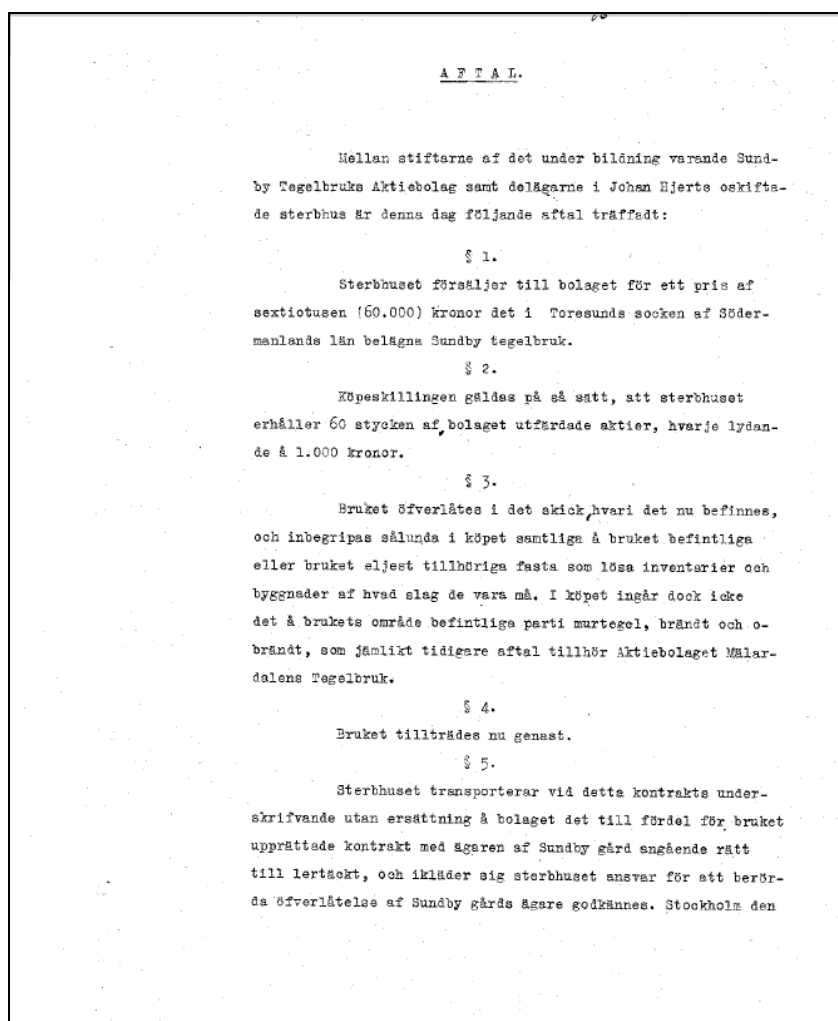 A F T A L.
Mellan stiftarne af det under bildning varande Sund-
by Tegelbruks Aktiebolag samt delägarne i Johan Hjerts oskifta-
de sterbhus är denna dag följande aftal träffadt:
§ 1.
Sterbhuset försäljer till bolaget för ett pris af
sextiotusen (60.000) kronor det i Toresunds socken af Söder-
manlands län belägna Sundby tegelbruk.
§ 2.
Köpeskillingen gäldas på så sätt, att sterbhuset
erhåller 60 stycken af bolaget utfärdade aktier, hvarje lydan-
de å 1.000 kronor.
§ 3.
Bruket öfverlåtes i det skick, hvari det nu befinnes,
och inbegripas sålunda i köpet samtliga å bruket befintliga
eller bruket eljest tillhöriga fasta som lösa inventarier och
byggnader af hvad slag de vara må. I köpet ingår dock icke
det å brukets område befintliga parti murtegel, brändt och o-
brändt, som jämlikt tidigare aftal tillhör Aktiebolaget Mälar-
dalens Tegelbruk.
§ 4.
Bruket tillträdes nu genast.
§ 5.
Sterbhuset transporterar vid detta kontrakts under-
skrifvande utan ersättning å bolaget det till fördel för bruket
upprättade kontrakt med ägaren af Sundby gård angående rätt
till lertäckt, och ikläder sig sterbhuset ansvar för att berör-
da öfverlåtelse af Sundby gårds ägare godkännes. Stockholm den